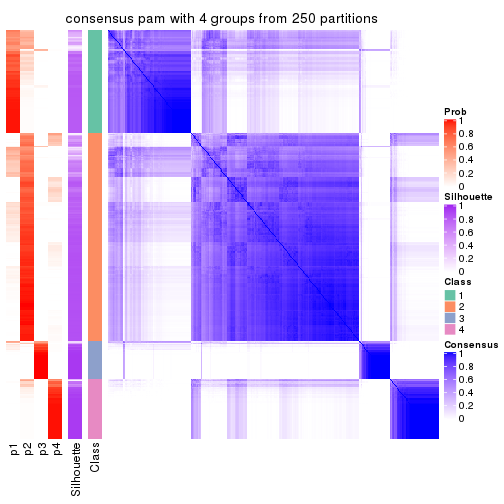 consensus pam with 4 groups from 250 partitions
Prob
1
0.8
0.6
0.4
0.2
0
Silhouette
1
0.8
0.6
0.4
0.2
0
Class
1
2
3
4
Consensus
1
0.8
0.6
0.4
0.2
0
p1
p2
p3
p4
Silhouette
Class